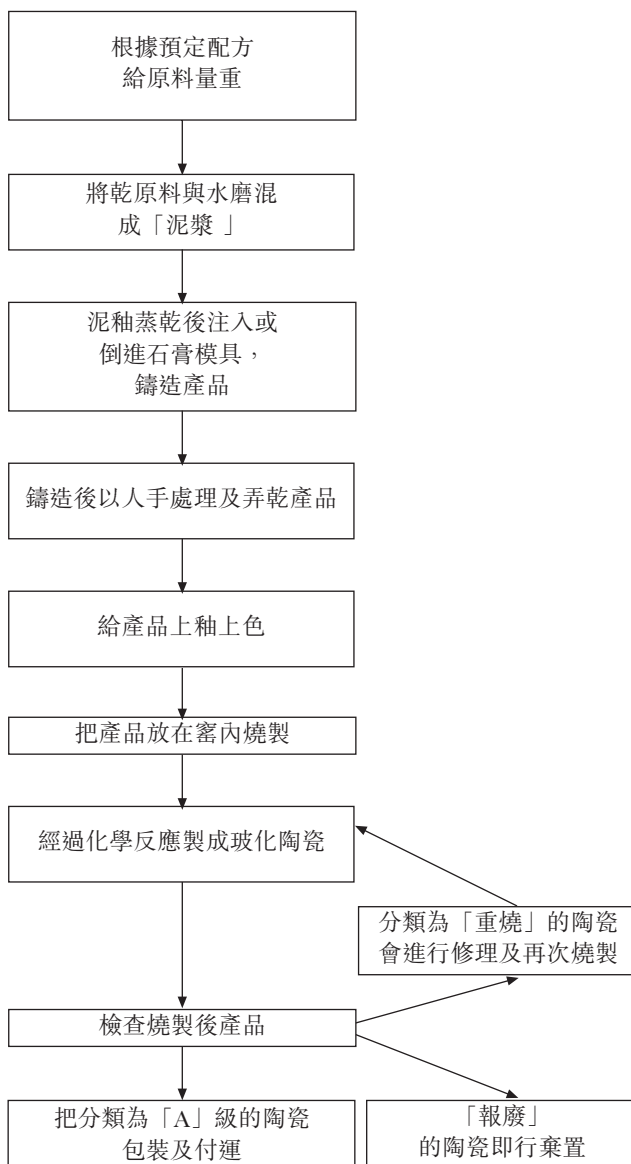 根據預定配方
給原料量重
將乾原料與水磨混
成「泥漿 」
泥釉蒸乾後注入或
倒進石膏模具，
鑄造產品
鑄造後以人手處理及弄乾產品
給產品上釉上色
把產品放在窰內燒製
經過化學反應製成玻化陶瓷
分類為「重燒」的陶瓷
會進行修理及再次燒製
檢查燒製後產品
把分類為「A」級的陶瓷
包裝及付運
「報廢」
的陶瓷即行棄置